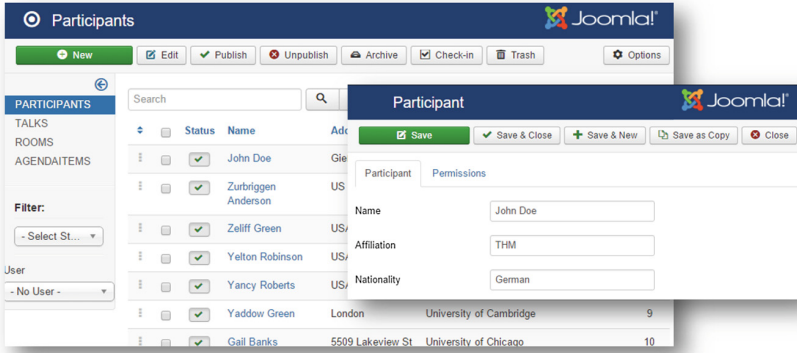 Participants
Joomla!®
New
Edit
Publish
Unpublish
Archive
Check-in
Trash
Options
PARTICIPANTS
TALKS
ROOMS
AGENDAITEMS
Filter:
- Select St...
User
- No User -
Search
Status Name
John Doe
Zurbriggen
Anderson US
Zeliff Green
Yelton Robinson
Yancy Roberts
Yaddow Green London University of Cambridge 9
Gail Banks 5509 Lakeview St University of Chicago 10
Participant
Joomla!®
Save
Save & Close
Save & New
Save as Copy
Close
Participant
Permissions
Name John Doe
Affiliation THM
Nationality German